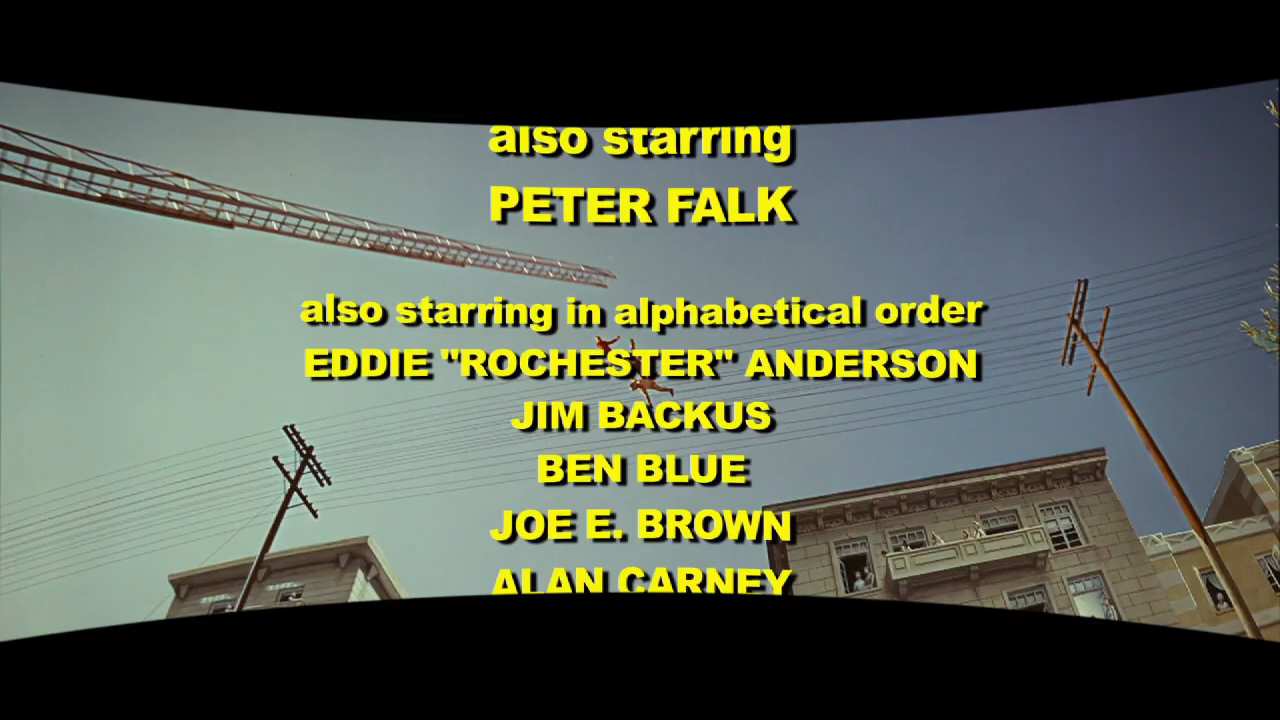 also starring
PETER FALK
also starring in alphabetical order
EDDIE "ROCHESTER" ANDERSON
JIM BACKUS
BEN BLUE
JOE E. BROWN
ALAN CARNEY